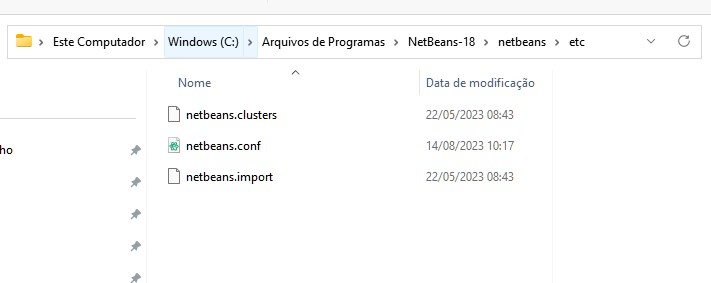 Este Computador > Windows (C:) > Arquivos de Programas > NetBeans-18 > netbeans > etc
Nome Data de modificação
netbeans.clusters 22/05/2023 08:43
ho netbeans.conf 14/08/2023 10:17
netbeans.import 22/05/2023 08:43